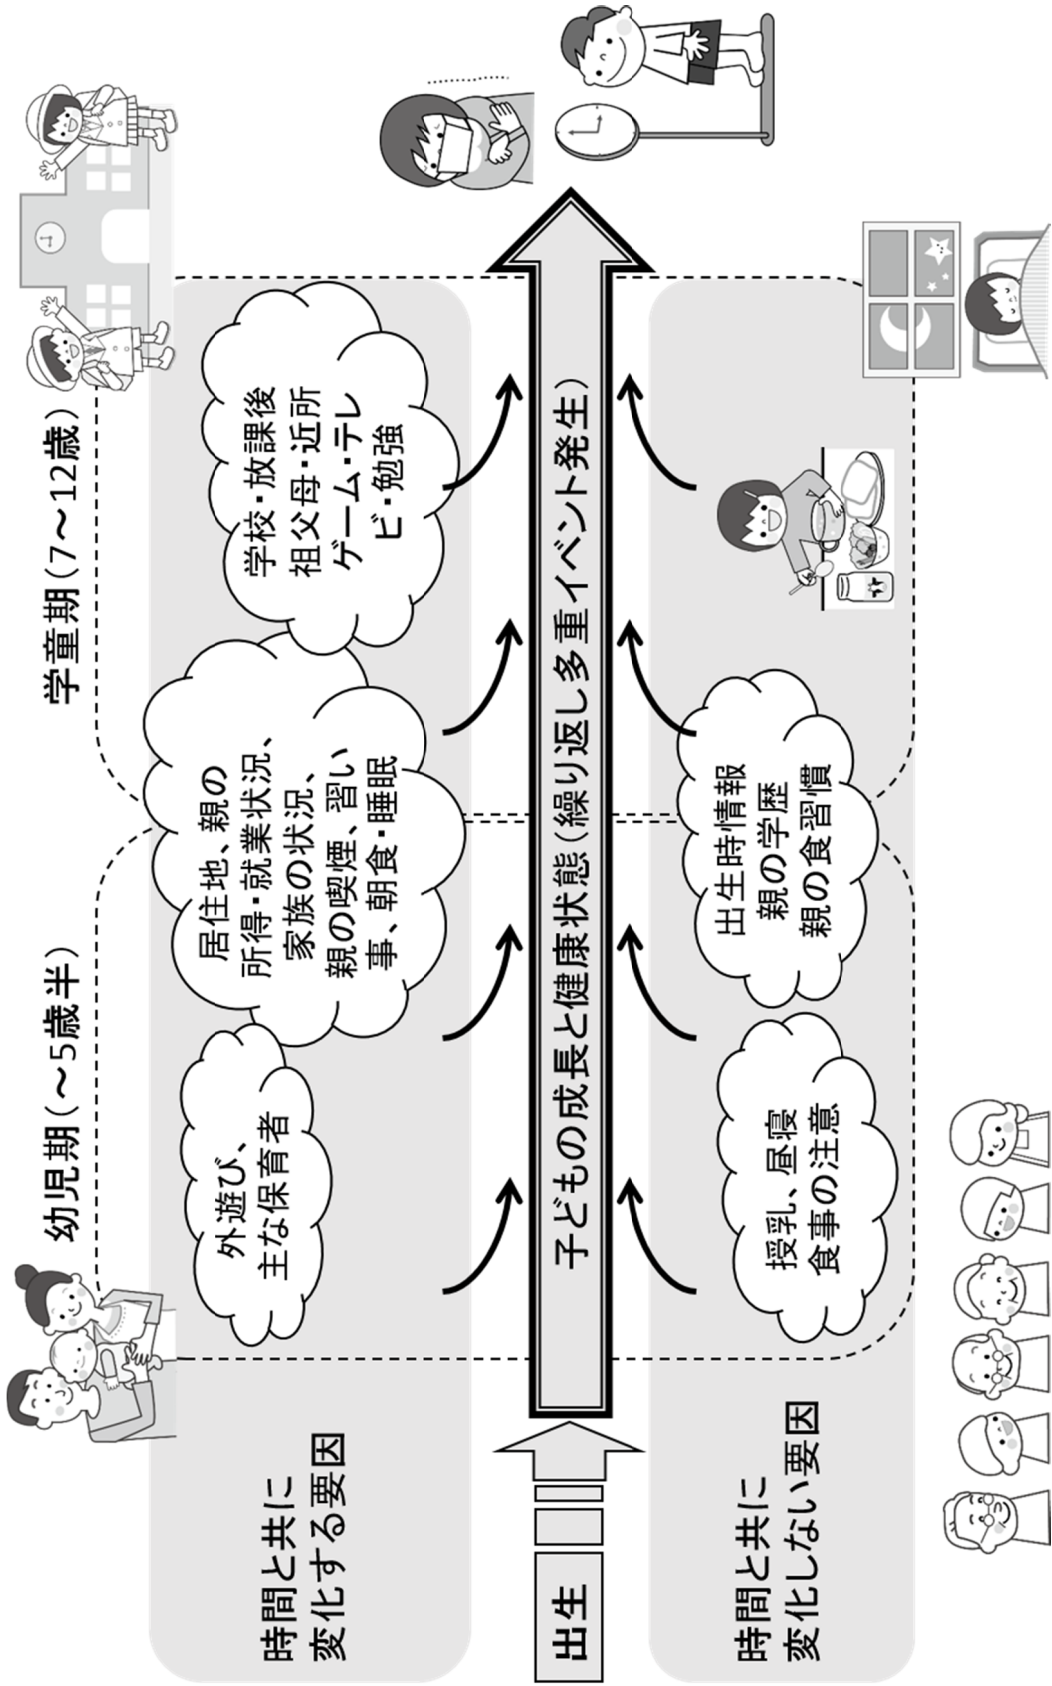 幼児期(～5歳半)
学童期(7～12歳)
時間と共に
変化する要因
外遊び、
主な保育者
居住地、親の
所得・就業状況、
家族の状況、
親の喫煙、習い
事、朝食・睡眠
学校・放課後
祖父母・近所
ゲーム・テレ
ビ・勉強
出生
子どもの成長と健康状態(繰り返し多重イベント発生)
時間と共に
変化しない要因
授乳、昼寝
食事の注意
出生時情報
親の学歴
親の食習慣